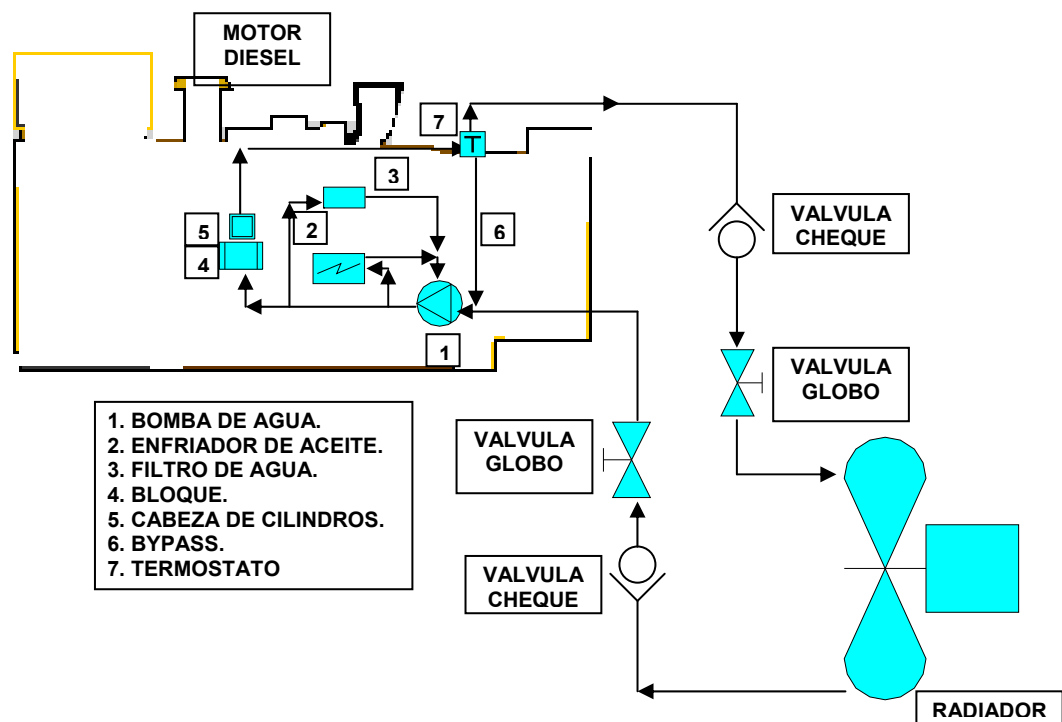 MOTOR
DIESEL
7
T
3
5
2
6
4
1
VALVULA
CHEQUE
VALVULA
GLOBO
1. BOMBA DE AGUA.
2. ENFRIADOR DE ACEITE.
3. FILTRO DE AGUA.
4. BLOQUE.
5. CABEZA DE CILINDROS.
6. BYPASS.
7. TERMOSTATO
VALVULA
GLOBO
VALVULA
CHEQUE
RADIADOR